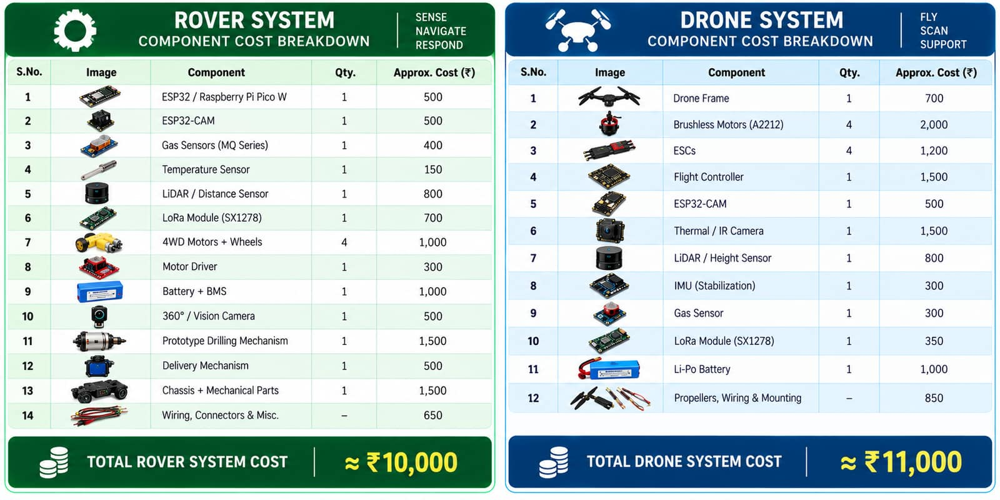 ROVER SYSTEM
COMPONENT COST BREAKDOWN
SENSE
NAVIGATE
RESPOND
S.No. Image Component Qty. Approx. Cost (₹)
1 ESP32 / Raspberry Pi Pico W 1 500
2 ESP32-CAM 1 500
3 Gas Sensors (MQ Series) 1 400
4 Temperature Sensor 1 150
5 LiDAR / Distance Sensor 1 800
6 LoRa Module (SX1278) 1 700
7 4WD Motors + Wheels 4 1,000
8 Motor Driver 1 300
9 Battery + BMS 1 1,000
10 360° / Vision Camera 1 500
11 Prototype Drilling Mechanism 1 1,500
12 Delivery Mechanism 1 500
13 Chassis + Mechanical Parts 1 1,500
14 Wiring, Connectors & Misc. – 650
TOTAL ROVER SYSTEM COST ≈ ₹10,000
DRONE SYSTEM
COMPONENT COST BREAKDOWN
FLY
SCAN
SUPPORT
S.No. Image Component Qty. Approx. Cost (₹)
1 Drone Frame 1 700
2 Brushless Motors (A2212) 4 2,000
3 ESCs 4 1,200
4 Flight Controller 1 1,500
5 ESP32-CAM 1 500
6 Thermal / IR Camera 1 1,500
7 LiDAR / Height Sensor 1 800
8 IMU (Stabilization) 1 300
9 Gas Sensor 1 300
10 LoRa Module (SX1278) 1 350
11 Li-Po Battery 1 1,000
12 Propellers, Wiring & Mounting – 850
TOTAL DRONE SYSTEM COST ≈ ₹11,000